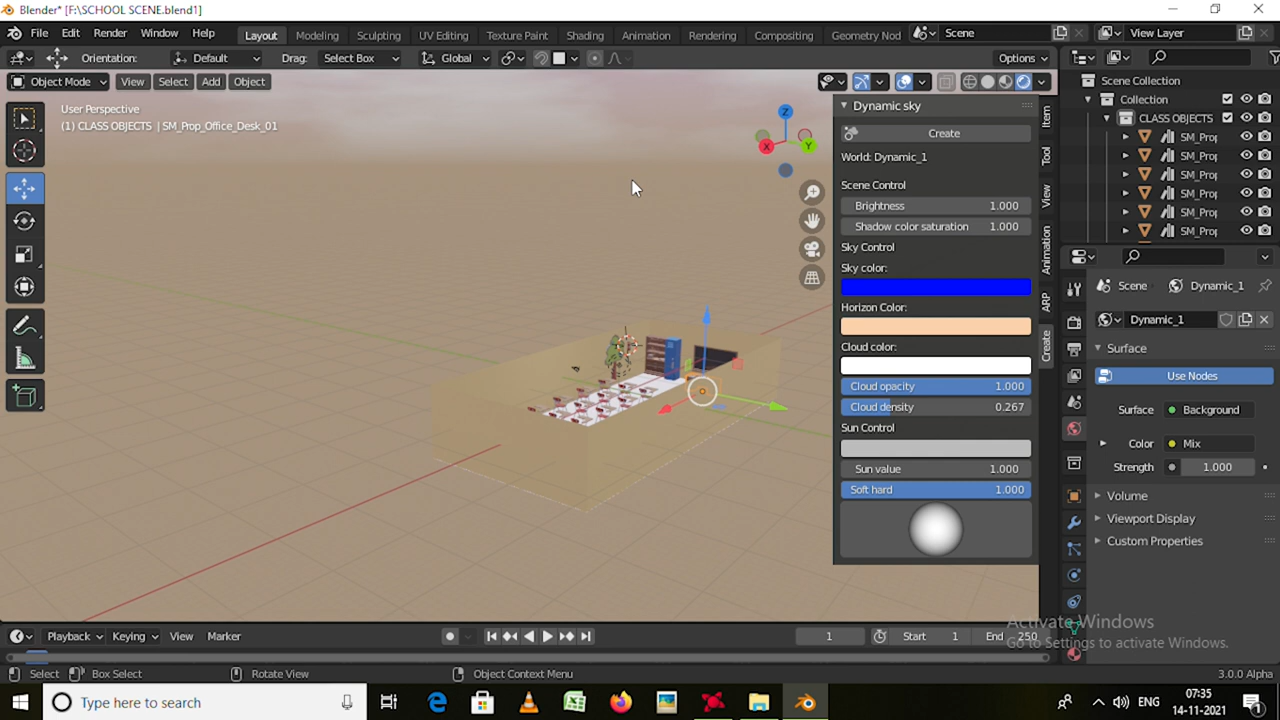 Blender* [F:\SCHOOL SCENE.blend1]
File Edit Render Window Help Layout Modeling Sculpting UV Editing Texture Paint Shading Animation Rendering Compositing Geometry Nod Scene View Layer
Orientation: Default Drag: Select Box Global Options
Object Mode View Select Add Object
User Perspective
(1) CLASS OBJECTS | SM_Prop_Office_Desk_01
Z
X
Y
Dynamic sky
Create
World: Dynamic_1
Scene Control
Brightness 1.000
Shadow color saturation 1.000
Sky Control
Sky color:
Horizon Color:
Cloud color:
Cloud opacity 1.000
Cloud density 0.267
Sun Control
Sun value 1.000
Soft hard 1.000
Item
Tool
View
Animation
ARP
Create
Scene Collection
Collection
CLASS OBJECTS
SM_Prop
SM_Prop
SM_Prop
SM_Prop
SM_Prop
SM_Prop
Scene Dynamic_1
Dynamic_1
Surface
Use Nodes
Surface Background
Color Mix
Strength 1.000
Volume
Viewport Display
Custom Properties
Playback Keying View Marker 1 Start 1 End 250
Activate Windows
Go to Settings to activate Windows.
Select Box Select Rotate View Object Context Menu 3.0.0 Alpha
Type here to search
ENG
07:35
14-11-2021
1